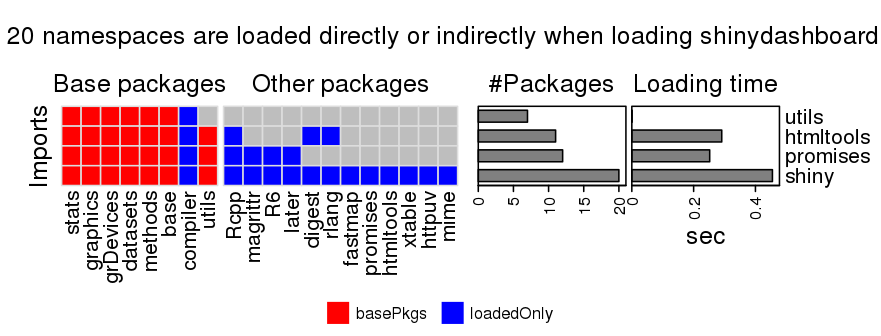 20 namespaces are loaded directly or indirectly when loading shinydashboard
Base packages
Other packages
#Packages
Loading time
Imports
utils
htmltools
promises
shiny
0
5
10
15
20
0
0.2
0.4
sec
stats
graphics
grDevices
datasets
methods
base
compiler
utils
Rcpp
magrittr
R6
later
digest
rlang
fastmap
promises
htmltools
xtable
httpuv
mime
basePkgs
loadedOnly